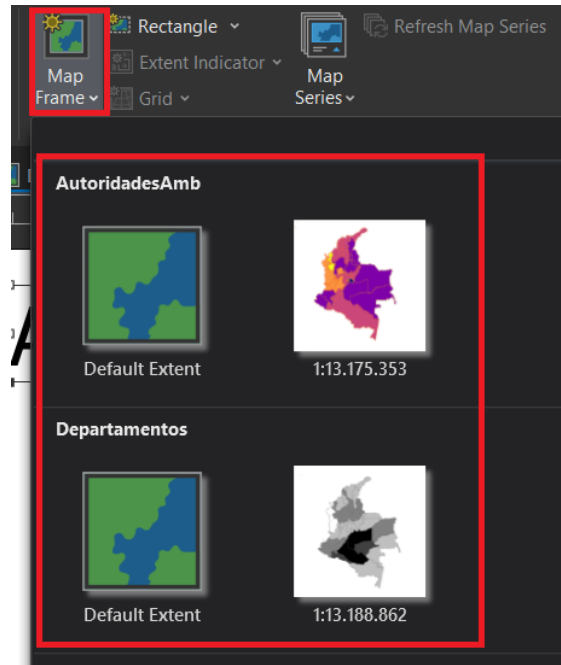 Map
Frame
Rectangle
Extent Indicator
Grid
Map
Series
Refresh Map Series
AutoridadesAmb
Default Extent
1:13.175.353
Departamentos
Default Extent
1:13.188.862